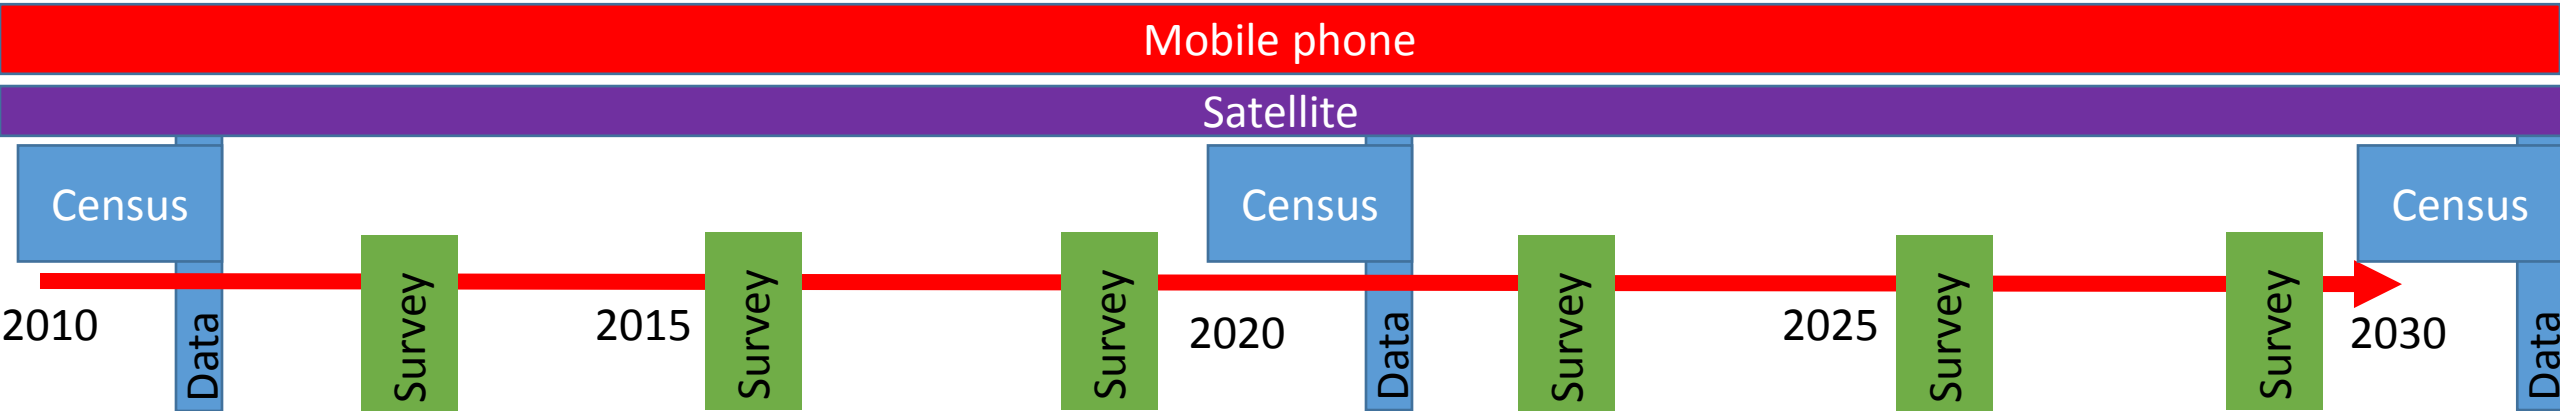 Mobile phone
Satellite
Census
Census
Census
2010
Data
Survey
2015
Survey
Survey
2020
Data
Survey
2025
Survey
Survey
2030
Data